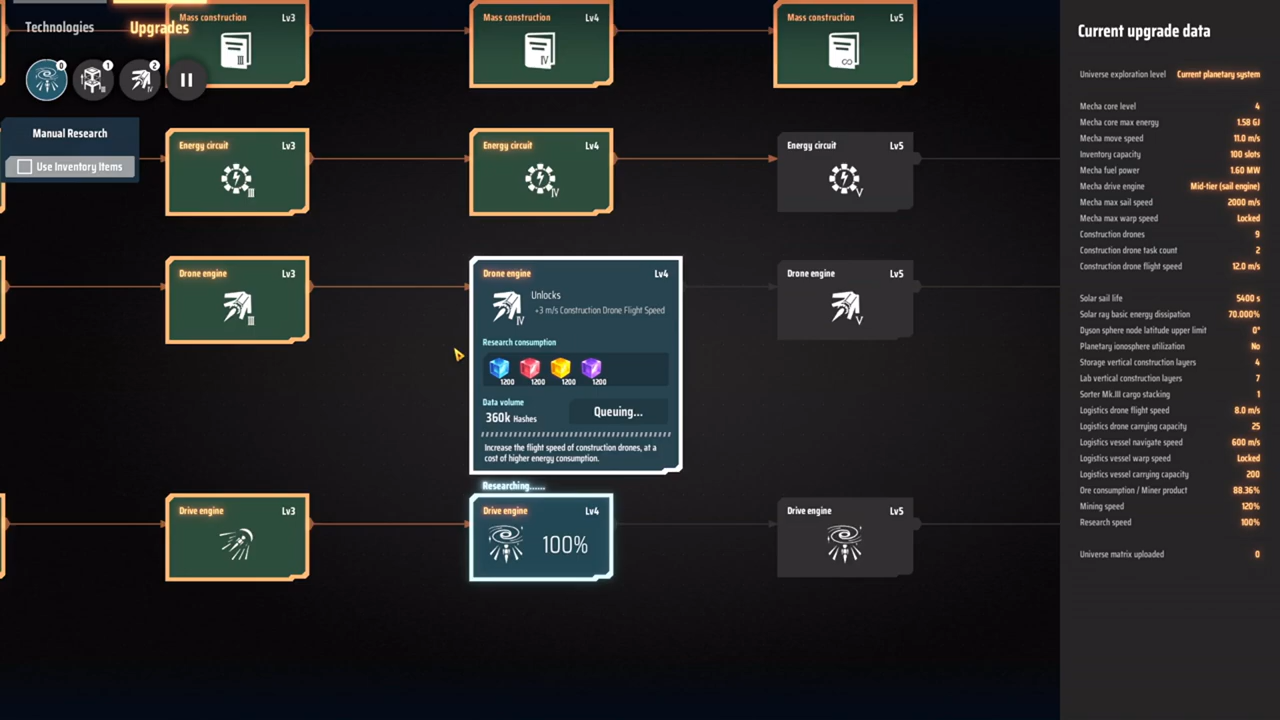 Technologies
Upgrades
Mass construction Lv3
III
Mass construction Lv4
IV
Mass construction Lv5
∞
0
1
2
Manual Research
Use Inventory Items
Energy circuit Lv3
III
Energy circuit Lv4
IV
Energy circuit Lv5
V
Drone engine Lv3
III
Drone engine Lv4
IV
Unlocks
+3 m/s Construction Drone Flight Speed
Research consumption
1200 1200 1200 1200
Data volume
360k Hashes
Queuing...
Increase the flight speed of construction drones, at a
cost of higher energy consumption.
Drone engine Lv5
V
Researching......
Drive engine Lv3
Drive engine Lv4
100%
Drive engine Lv5
Current upgrade data
Universe exploration level Current planetary system
Mecha core level 4
Mecha core max energy 1.58 GJ
Mecha move speed 11.0 m/s
Inventory capacity 100 slots
Mecha fuel power 1.60 MW
Mecha drive engine Mid-tier (sail engine)
Mecha max sail speed 2000 m/s
Mecha max warp speed Locked
Construction drones 9
Construction drone task count 2
Construction drone flight speed 12.0 m/s
Solar sail life 5400 s
Solar ray basic energy dissipation 70.000%
Dyson sphere node latitude upper limit 0°
Planetary ionosphere utilization No
Storage vertical construction layers 4
Lab vertical construction layers 7
Sorter Mk.III cargo stacking 1
Logistics drone flight speed 8.0 m/s
Logistics drone carrying capacity 25
Logistics vessel navigate speed 600 m/s
Logistics vessel warp speed Locked
Logistics vessel carrying capacity 200
Ore consumption / Miner product 88.36%
Mining speed 120%
Research speed 100%
Universe matrix uploaded 0